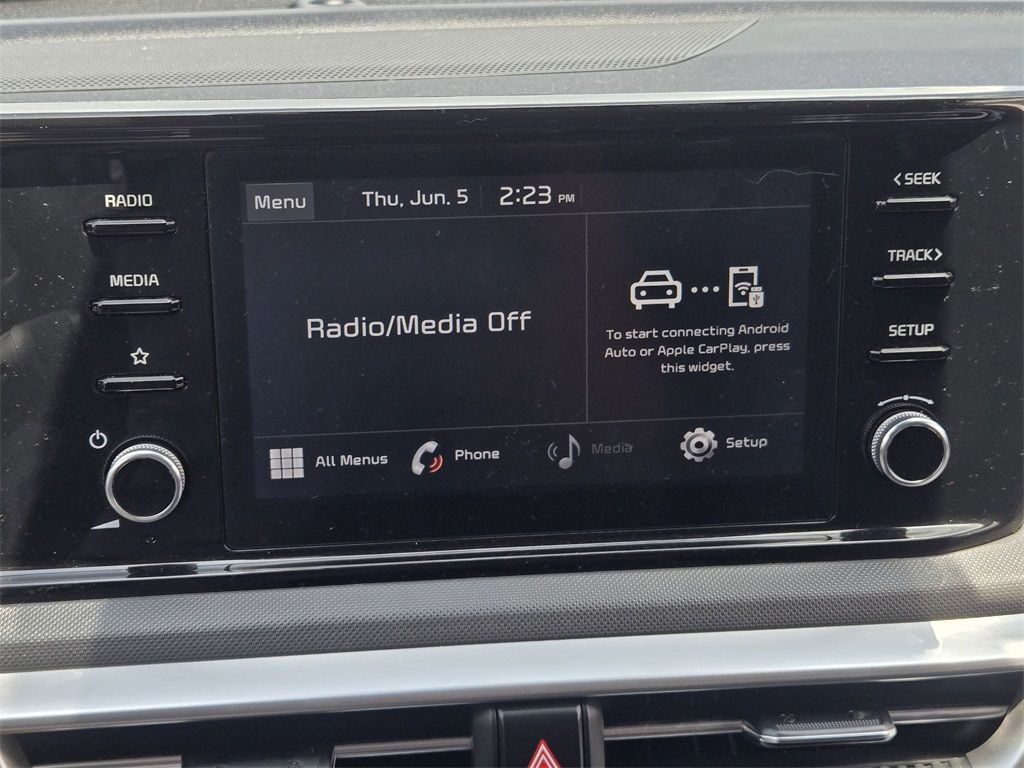 RADIO
MEDIA
Menu
Thu, Jun. 5
2:23 PM
Radio/Media Off
To start connecting Android
Auto or Apple CarPlay, press
this widget.
All Menus
Phone
Media
Setup
<SEEK
TRACK>
SETUP